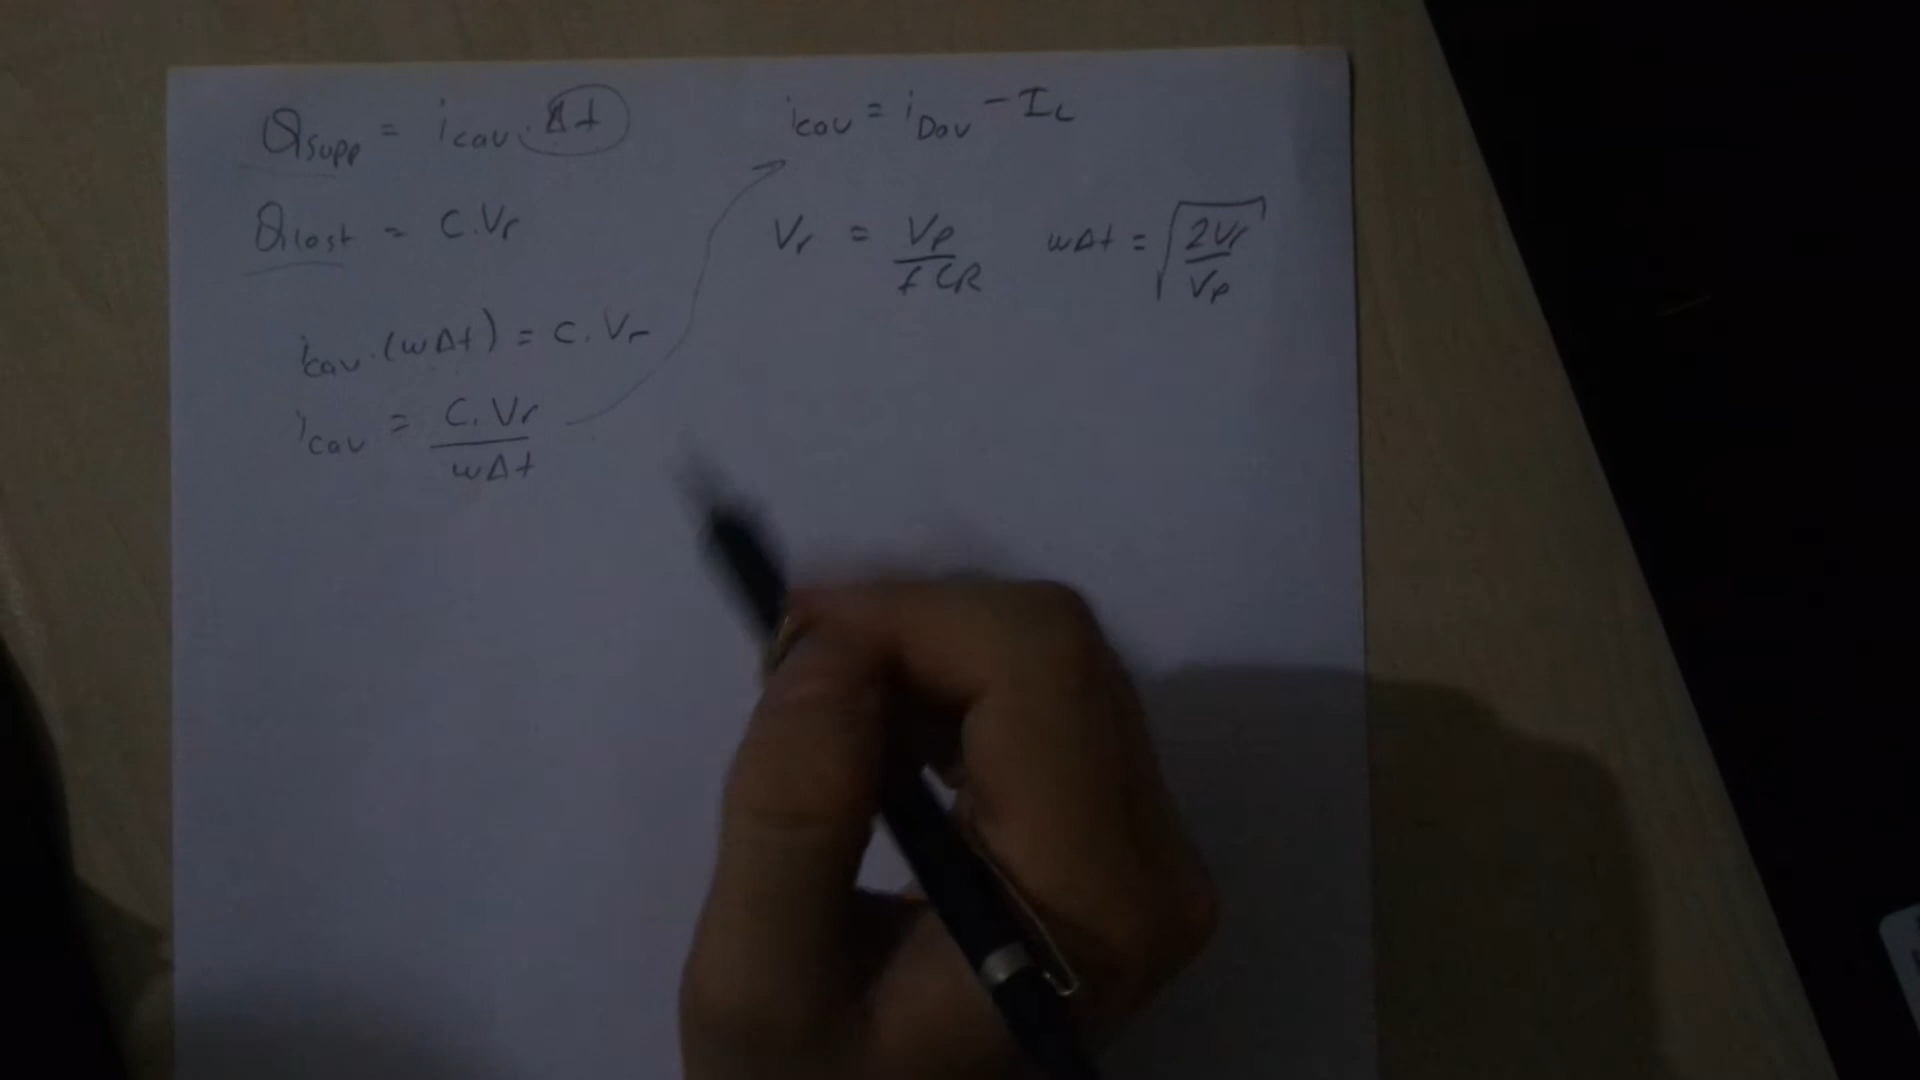 Qsupp = icav . Δt
Qlost = C.Vr
icav . (wΔt) = C.Vr
icav = C.Vr / wΔt
icav = iDav - IL
Vr = Vp / fCR wΔt = √(2Vr / Vp)